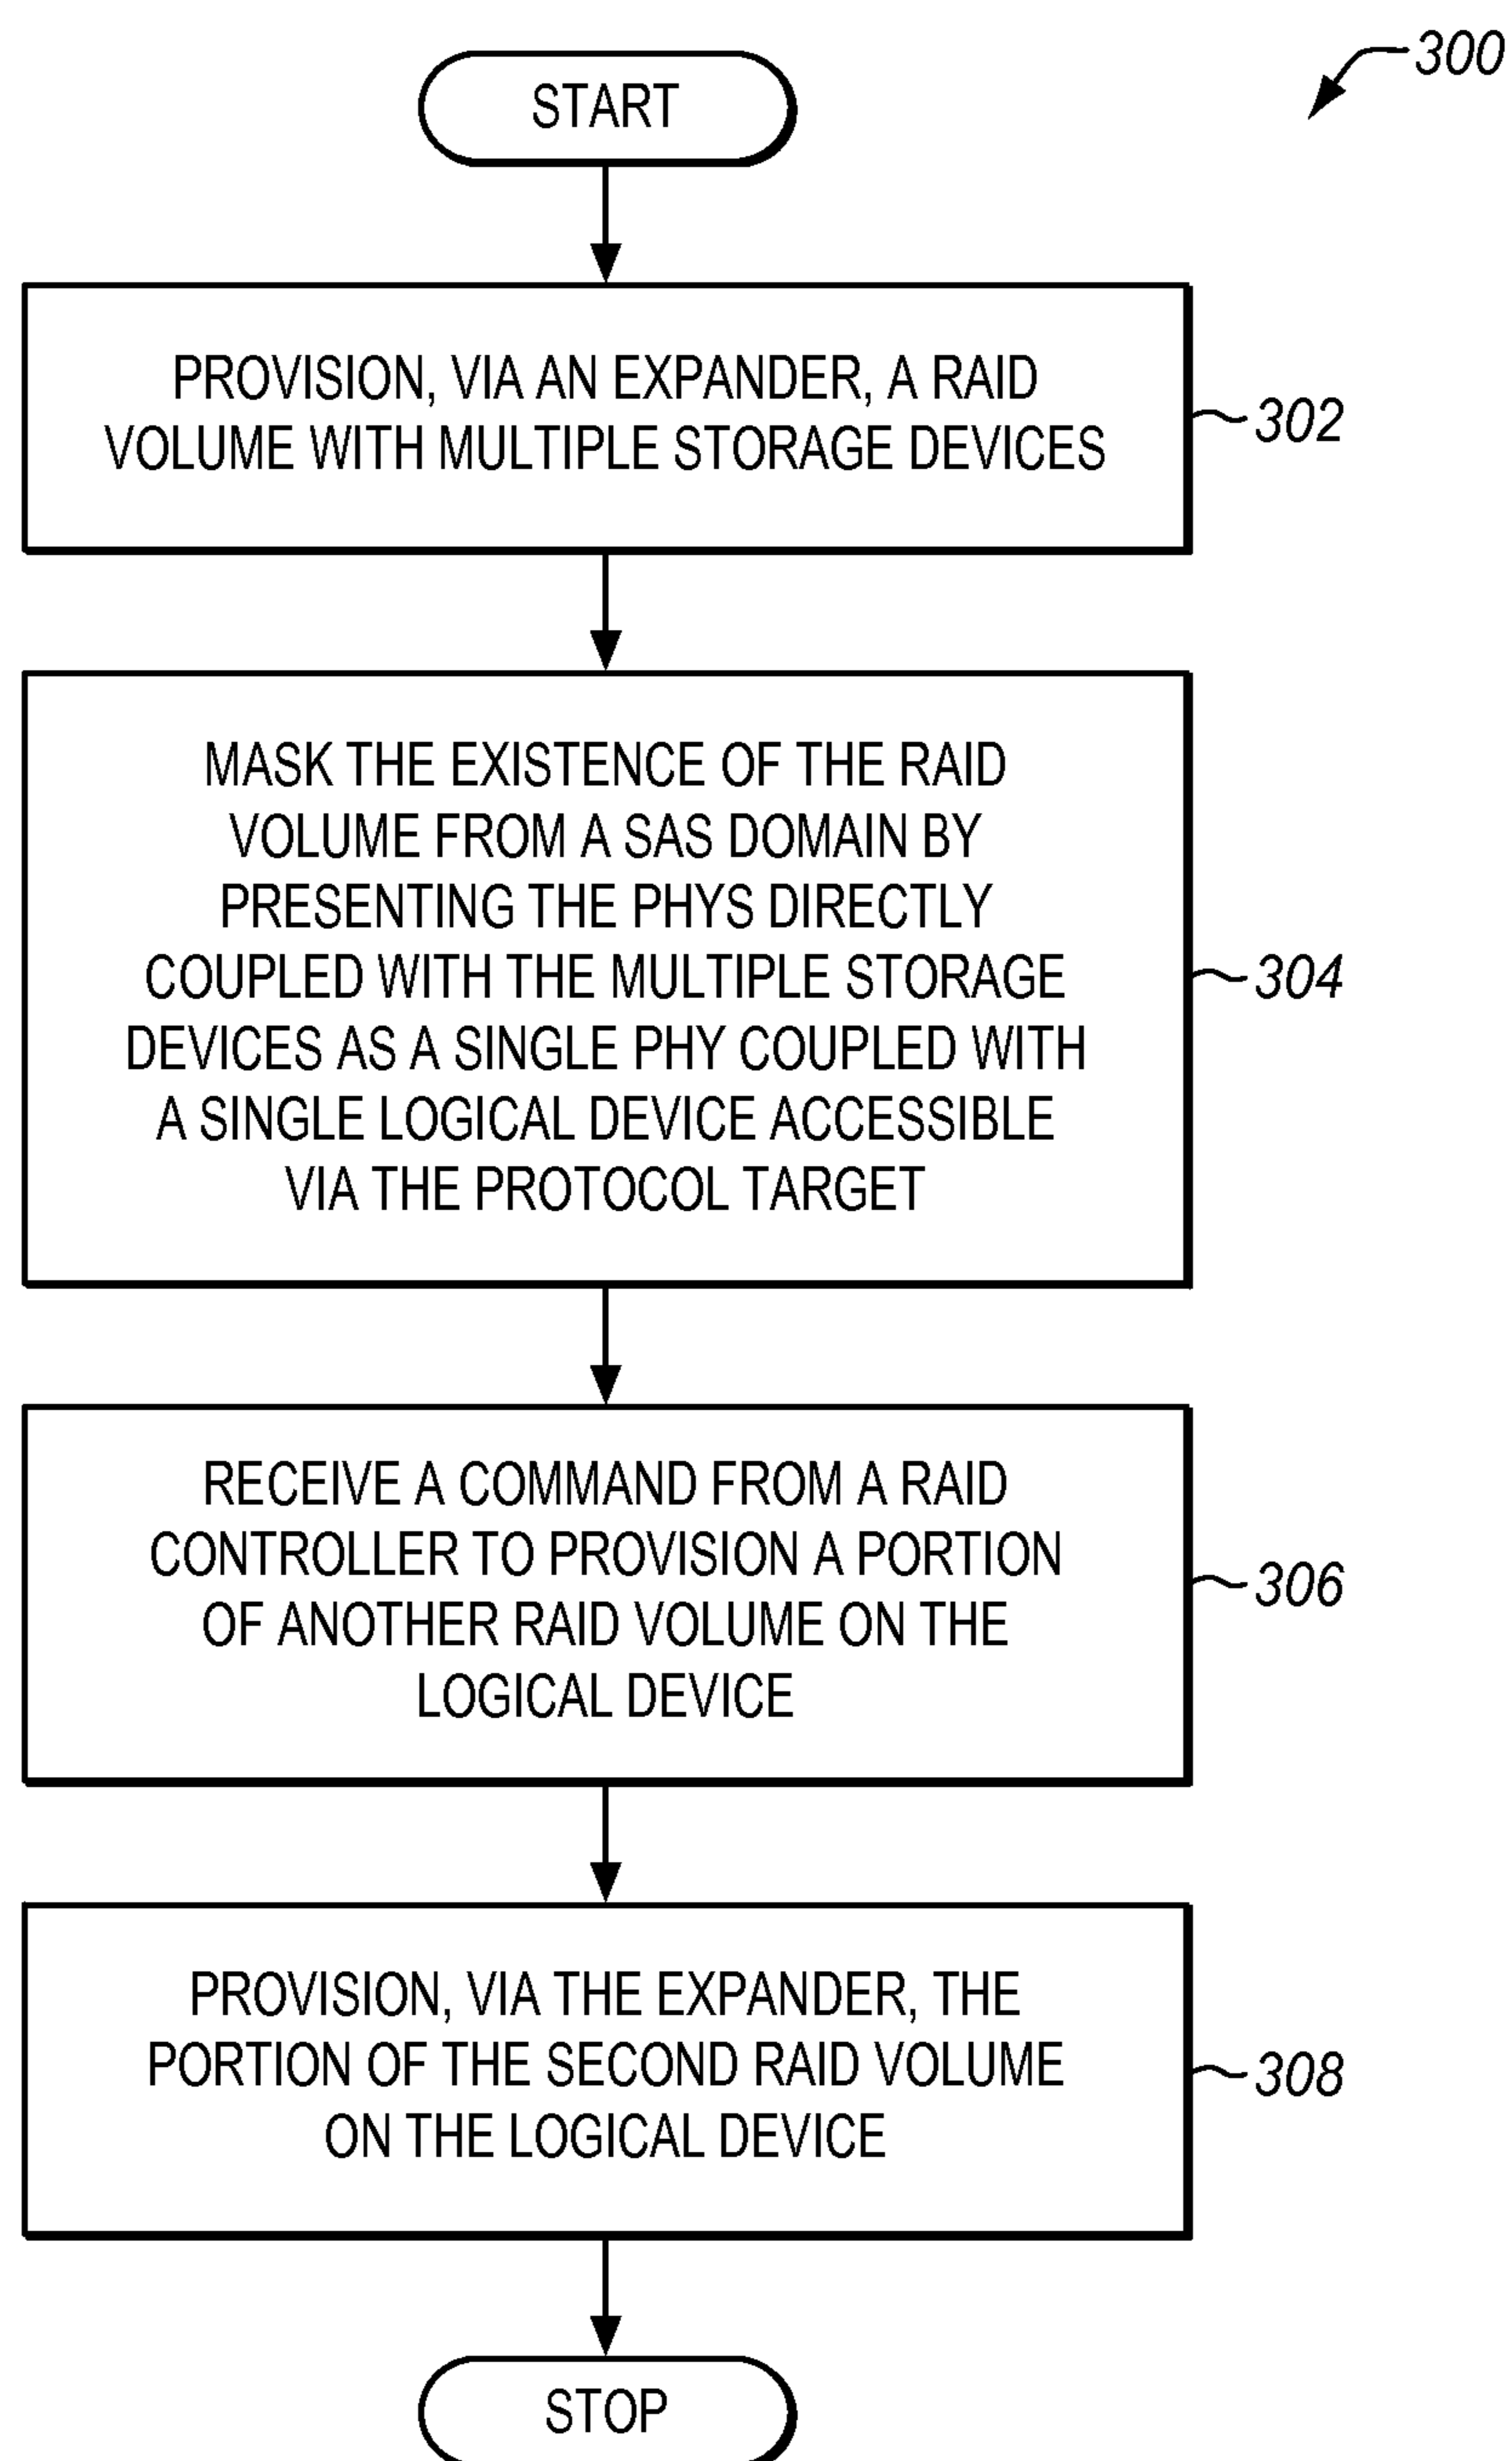 300
START
PROVISION, VIA AN EXPANDER, A RAID
VOLUME WITH MULTIPLE STORAGE DEVICES
302
MASK THE EXISTENCE OF THE RAID
VOLUME FROM A SAS DOMAIN BY
PRESENTING THE PHYS DIRECTLY
COUPLED WITH THE MULTIPLE STORAGE
DEVICES AS A SINGLE PHY COUPLED WITH
A SINGLE LOGICAL DEVICE ACCESSIBLE
VIA THE PROTOCOL TARGET
304
RECEIVE A COMMAND FROM A RAID
CONTROLLER TO PROVISION A PORTION
OF ANOTHER RAID VOLUME ON THE
LOGICAL DEVICE
306
PROVISION, VIA THE EXPANDER, THE
PORTION OF THE SECOND RAID VOLUME
ON THE LOGICAL DEVICE
308
STOP